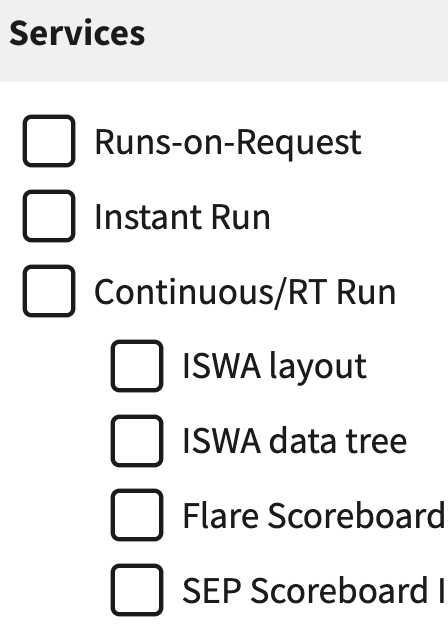 Services
Runs-on-Request
Instant Run
Continuous/RT Run
ISWA layout
ISWA data tree
Flare Scoreboard
SEP Scoreboard